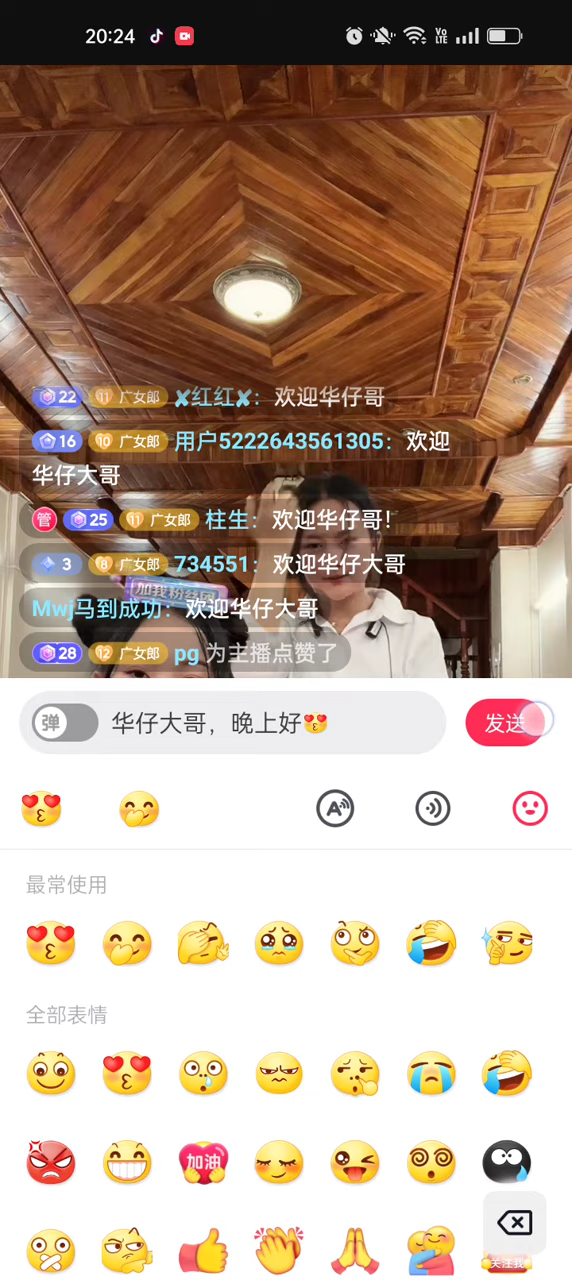 20:24
Vo LTE
22 11 广女郎 ✘红红✘：欢迎华仔哥
16 10 广女郎 用户5222643561305：欢迎
华仔大哥
管 25 11 广女郎 柱生：欢迎华仔哥！
3 8 广女郎 734551：欢迎华仔大哥
加我粉丝团
Mwj马到成功：欢迎华仔大哥
28 12 广女郎 pg 为主播点赞了
弹 华仔大哥，晚上好😍 发送
A
最常使用
全部表情
加油
关注我